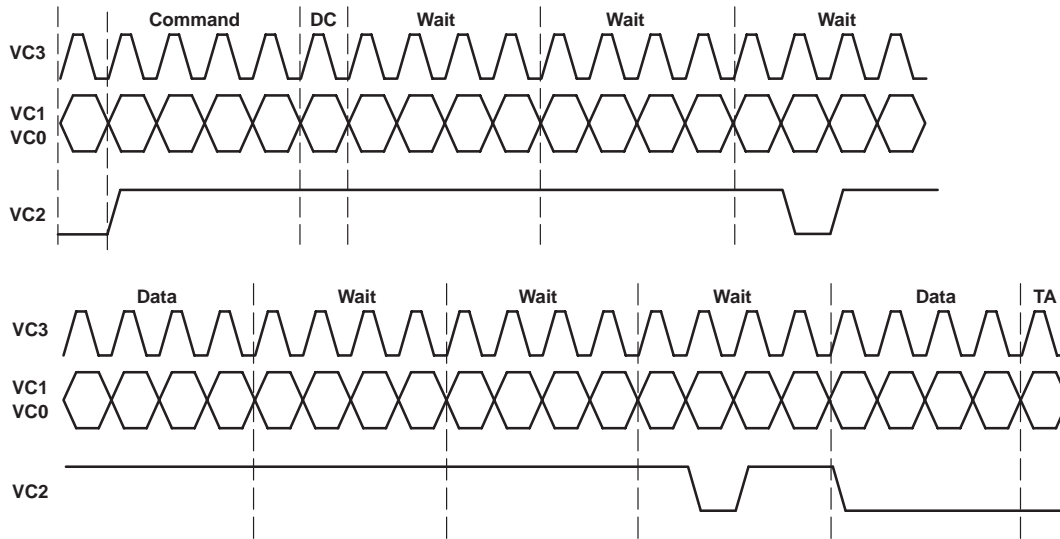 Command DC Wait Wait Wait
VC3
VC1
VC0
VC2
Data Wait Wait Wait Data TA
VC3
VC1
VC0
VC2